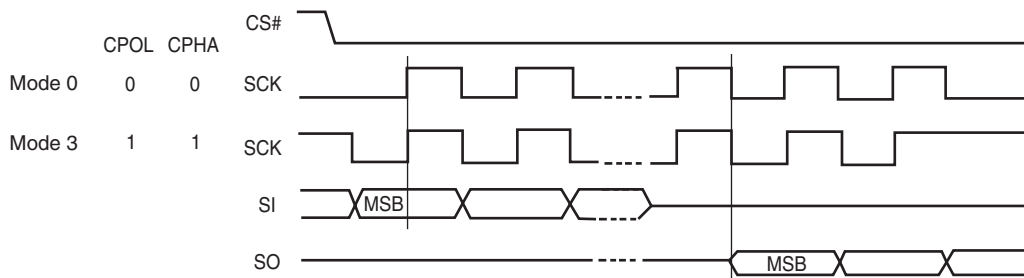 CS#
CPOL CPHA
Mode 0 0 0 SCK
Mode 3 1 1 SCK
SI MSB
SO MSB